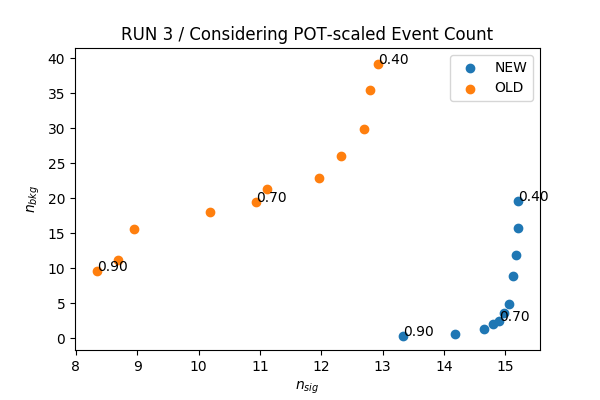 RUN 3 / Considering POT-scaled Event Count
NEW
OLD
0.40
0.70
0.90
0.40
0.70
0.90
40
35
30
25
20
15
10
5
0
n_bkg
8 9 10 11 12 13 14 15
n_sig